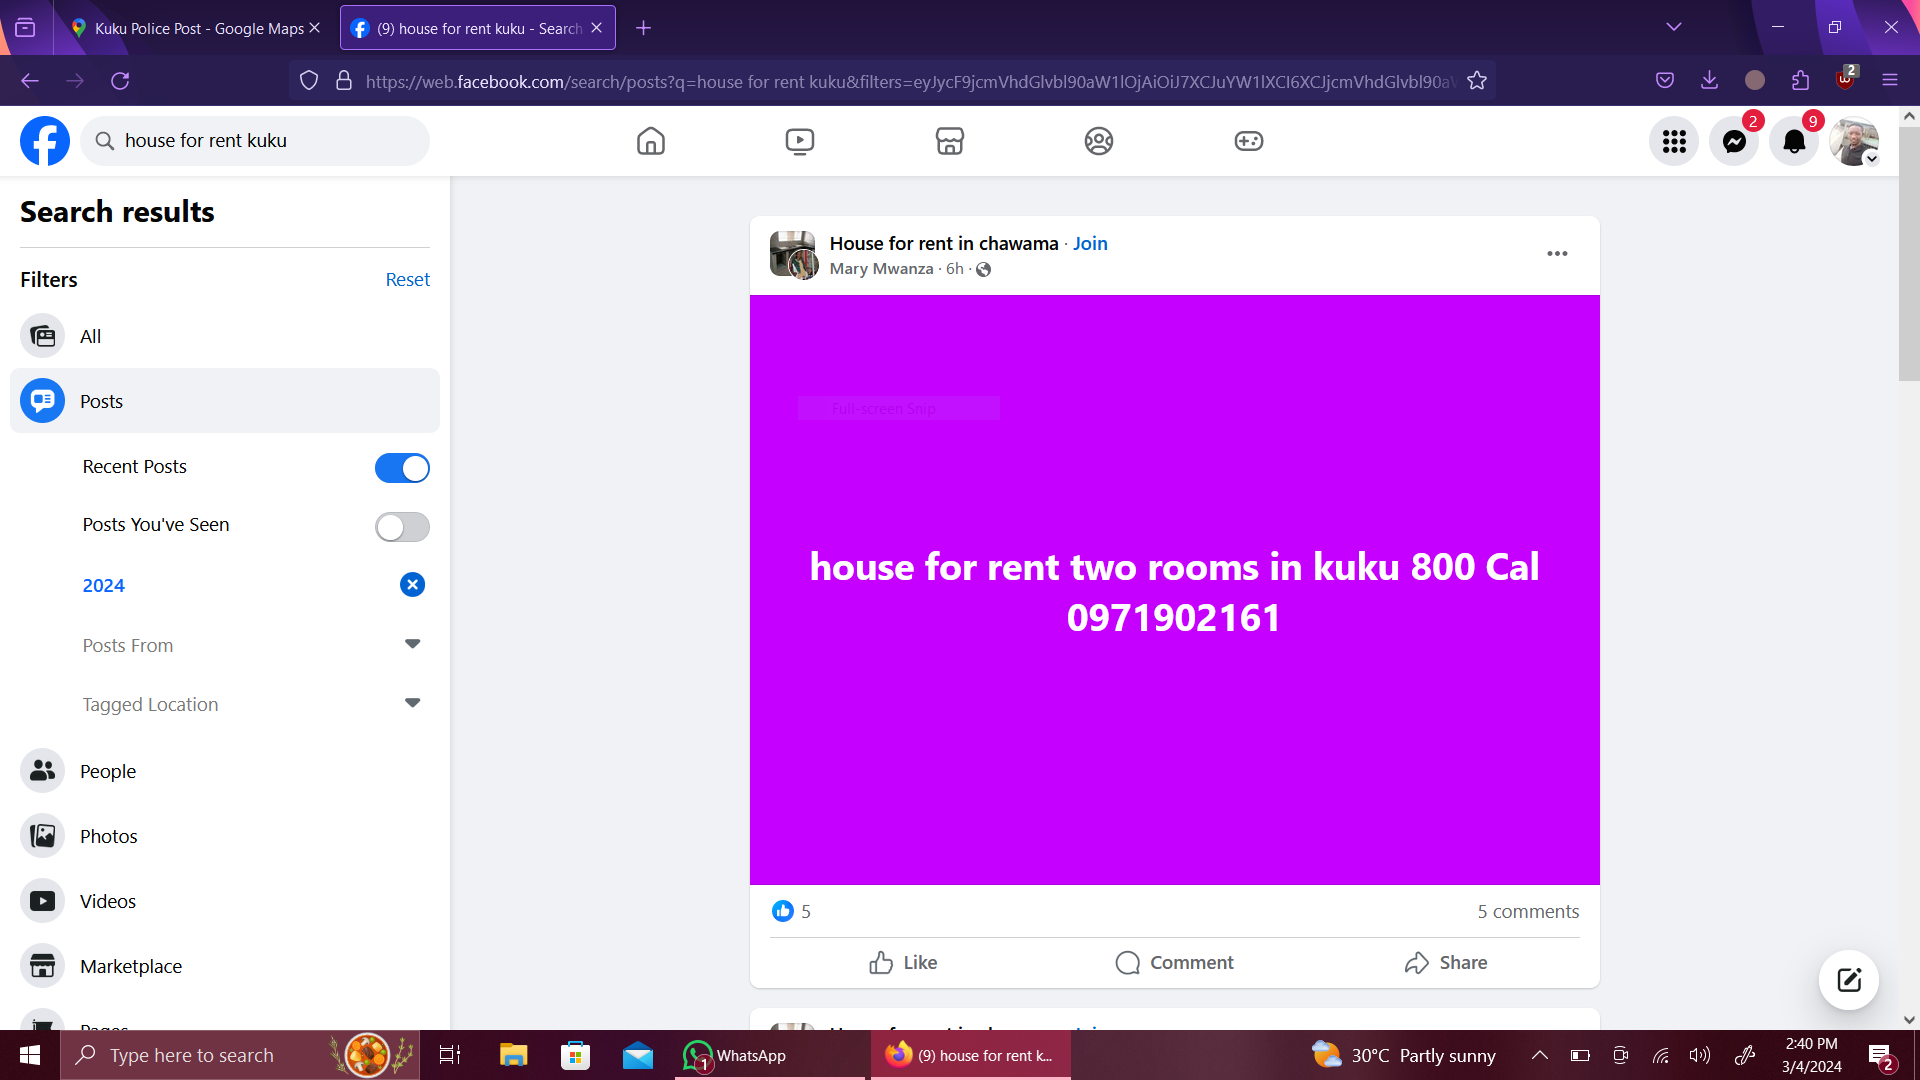 Kuku Police Post - Google Maps
(9) house for rent kuku - Search
https://web.facebook.com/search/posts?q=house for rent kuku&filters=eyJycF9jcmVhdGlvbl90aW1lOjAiOiJ7XCJuYW1lXCI6XCJjcmVhdGlvbl90aW
2
house for rent kuku
2
9
Search results
Filters
Reset
All
Posts
Recent Posts
Posts You've Seen
2024
Posts From
Tagged Location
People
Photos
Videos
Marketplace
Pages
House for rent in chawama · Join
Mary Mwanza · 6h ·
Full-screen Snip
house for rent two rooms in kuku 800 Cal
0971902161
5
5 comments
Like
Comment
Share
Type here to search
1
WhatsApp
(9) house for rent k...
30°C Partly sunny
2:40 PM
3/4/2024
2